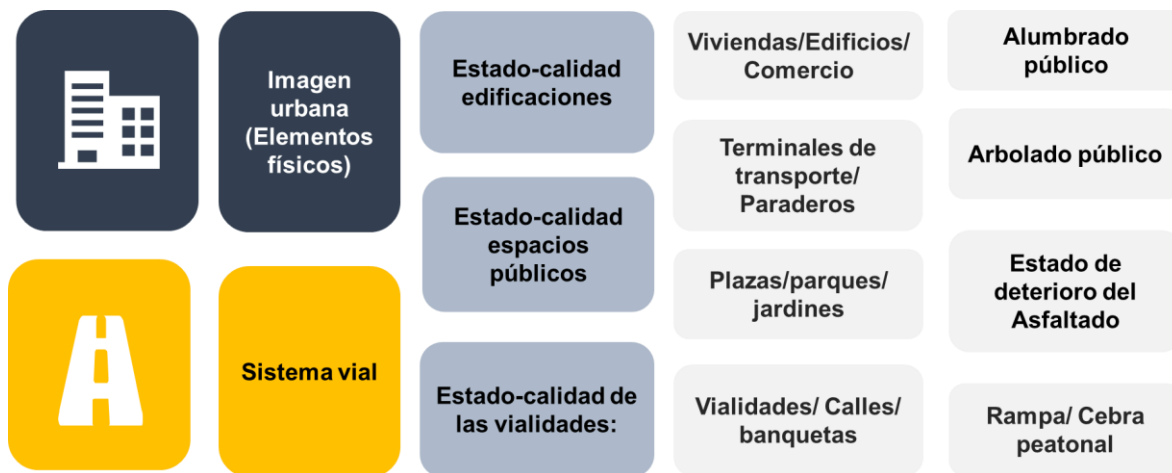 Imagen
urbana
(Elementos
físicos)
Sistema vial
Estado-calidad
edificaciones
Estado-calidad
espacios
públicos
Estado-calidad de
las vialidades:
Viviendas/Edificios/
Comercio
Terminales de
transporte/
Paraderos
Plazas/parques/
jardines
Vialidades/ Calles/
banquetas
Alumbrado
público
Arbolado público
Estado de
deterioro del
Asfaltado
Rampa/ Cebra
peatonal